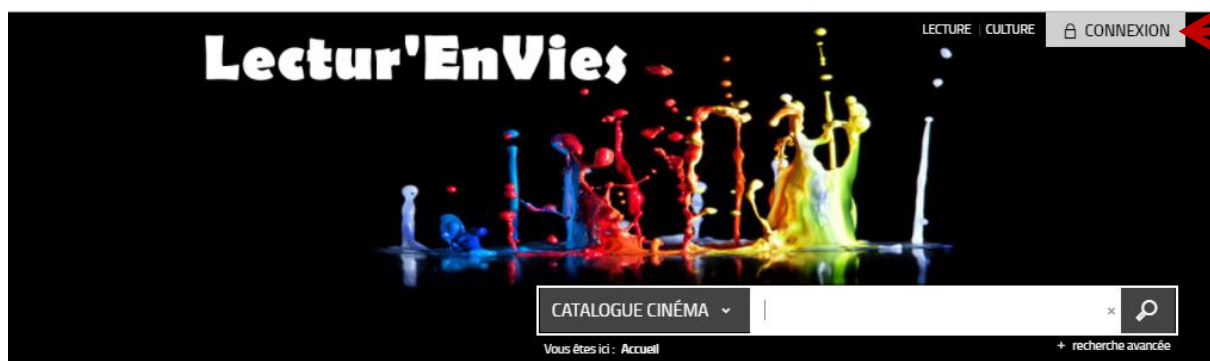 LECTURE | CULTURE
CONNEXION
Lectur'EnVies
CATALOGUE CINÉMA
Vous êtes ici : Accueil
+ recherche avancée